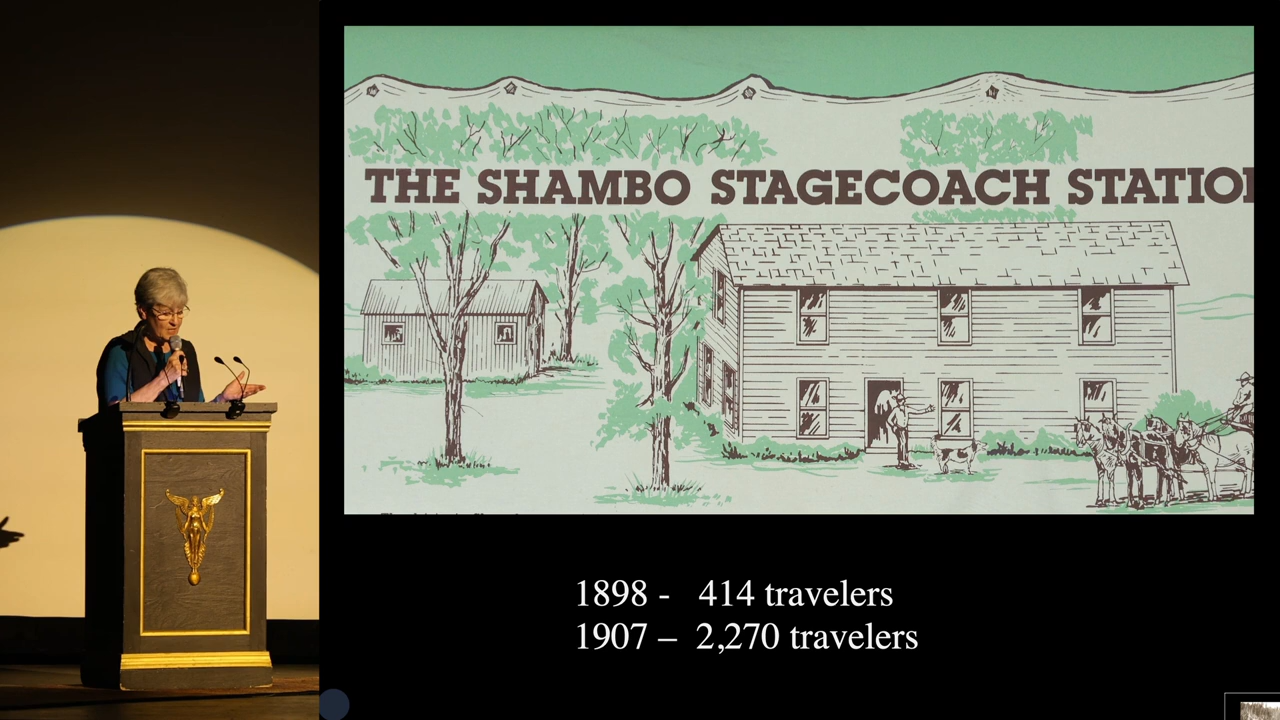 THE SHAMBO STAGECOACH STATIO
1898 -   414 travelers
1907 –  2,270 travelers